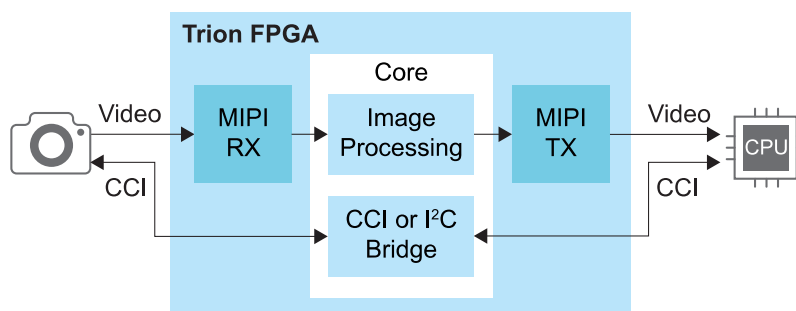 Trion FPGA
Core
Video
MIPI
RX
Image
Processing
MIPI
TX
Video
CPU
CCI
CCI
CCI or I²C
Bridge